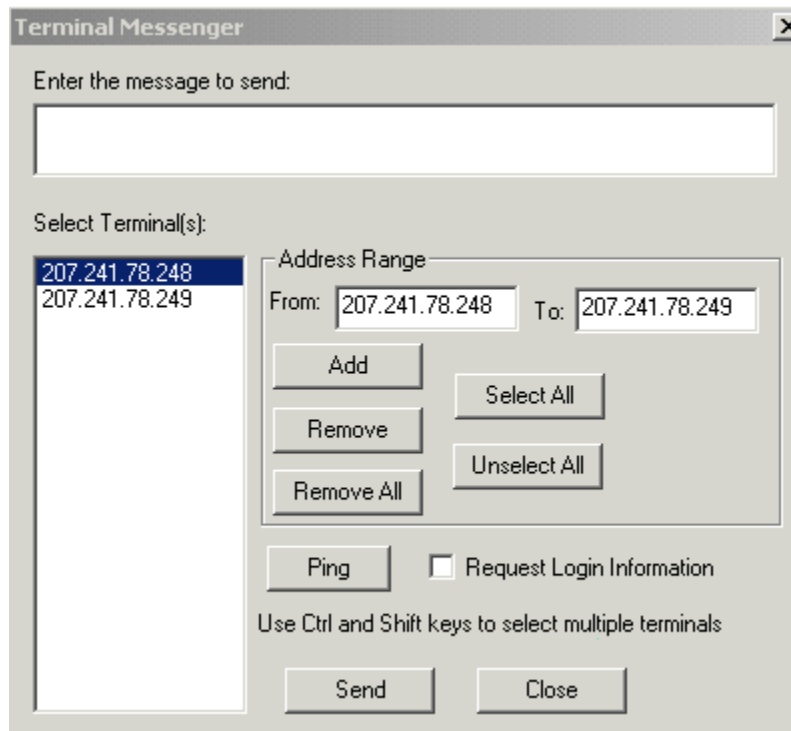 Terminal Messenger
Enter the message to send:
Select Terminal(s):
207.241.78.248
207.241.78.249
Address Range
From: 207.241.78.248 To: 207.241.78.249
Add
Select All
Remove
Unselect All
Remove All
Ping Request Login Information
Use Ctrl and Shift keys to select multiple terminals
Send Close